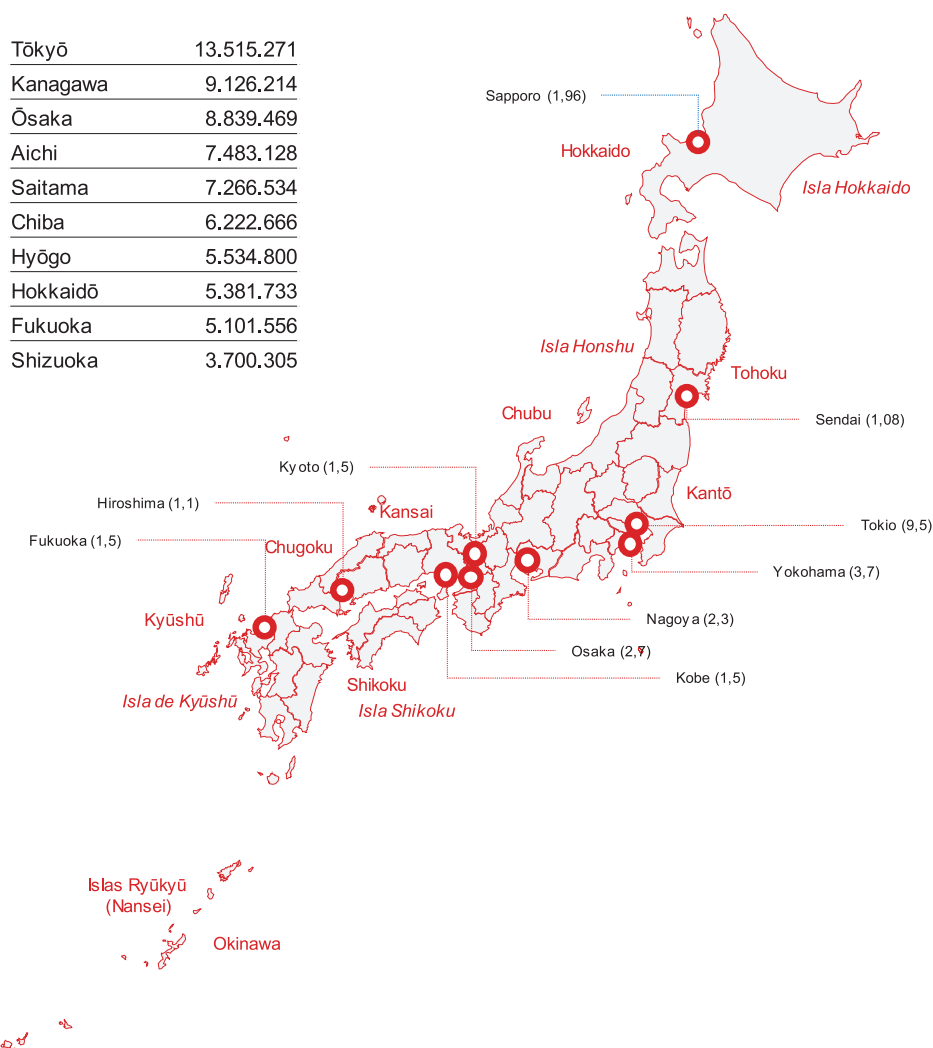 Tōkyō 13.515.271
Kanagawa 9.126.214
Ōsaka 8.839.469
Aichi 7.483.128
Saitama 7.266.534
Chiba 6.222.666
Hyōgo 5.534.800
Hokkaidō 5.381.733
Fukuoka 5.101.556
Shizuoka 3.700.305
Sapporo (1,96)
Hokkaido
Isla Hokkaido
Isla Honshu
Tohoku
Chubu
Sendai (1,08)
Kyoto (1,5)
Kantō
Hiroshima (1,1)
Kansai
Tokio (9,5)
Fukuoka (1,5)
Chugoku
Yokohama (3,7)
Kyūshū
Nagoya (2,3)
Osaka (2,7)
Shikoku
Kobe (1,5)
Isla de Kyūshū
Isla Shikoku
Islas Ryūkyū
(Nansei)
Okinawa